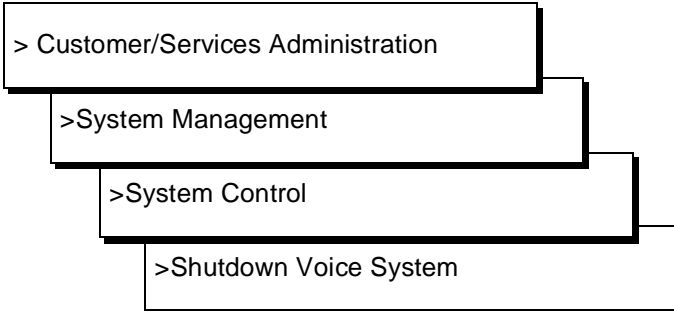 > Customer/Services Administration
>System Management
>System Control
>Shutdown Voice System